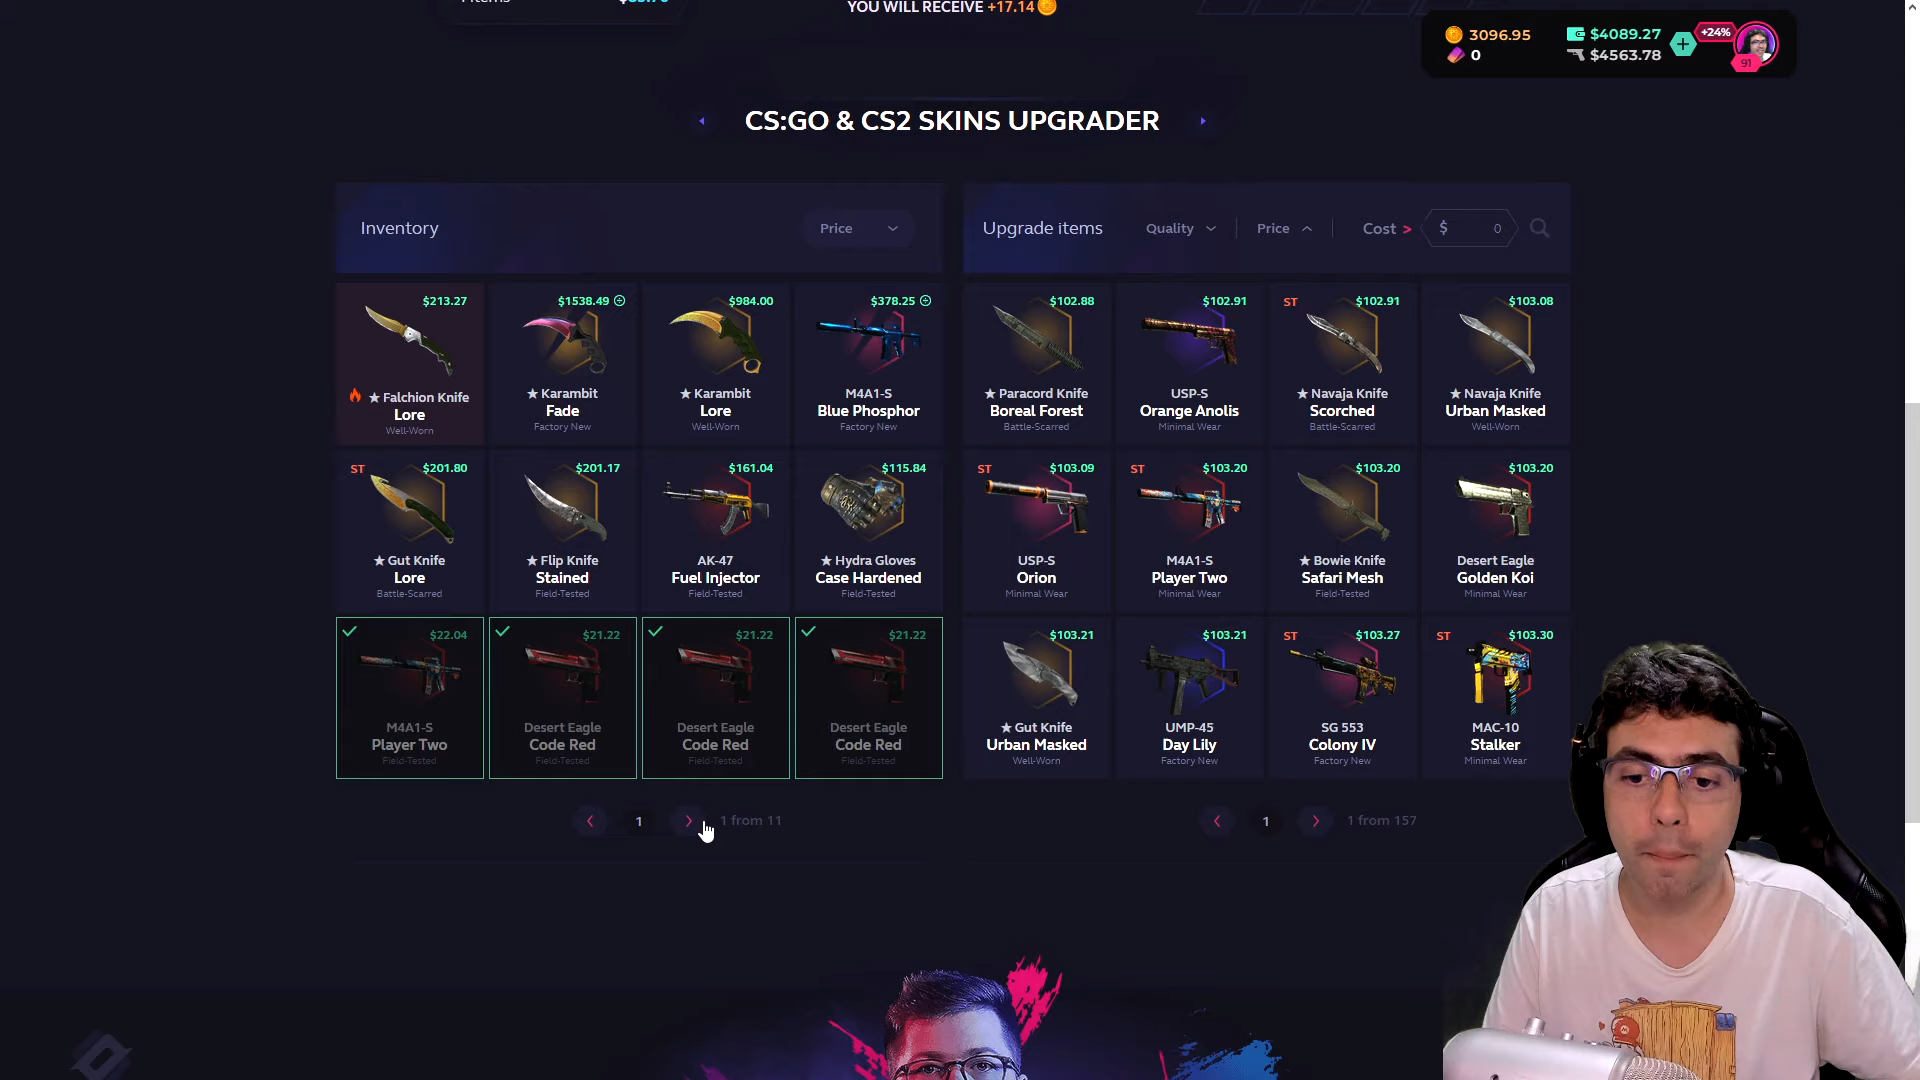 YOU WILL RECEIVE +17.14
3096.95
$4089.27
+24%
0
$4563.78
91
CS:GO & CS2 SKINS UPGRADER
Inventory
Price
Upgrade items
Quality
Price
Cost >
$ 0
$213.27
$1538.49
$984.00
$378.25
$102.88
$102.91
ST $102.91
$103.08
★ Falchion Knife
Lore
Well-Worn
★ Karambit
Fade
Factory New
★ Karambit
Lore
Well-Worn
M4A1-S
Blue Phosphor
Factory New
★ Paracord Knife
Boreal Forest
Battle-Scarred
USP-S
Orange Anolis
Minimal Wear
★ Navaja Knife
Scorched
Battle-Scarred
★ Navaja Knife
Urban Masked
Well-Worn
ST $201.80
$201.17
$161.04
$115.84
ST $103.09
ST $103.20
$103.20
$103.20
★ Gut Knife
Lore
Battle-Scarred
★ Flip Knife
Stained
Field-Tested
AK-47
Fuel Injector
Field-Tested
★ Hydra Gloves
Case Hardened
Field-Tested
USP-S
Orion
Minimal Wear
M4A1-S
Player Two
Minimal Wear
★ Bowie Knife
Safari Mesh
Field-Tested
Desert Eagle
Golden Koi
Minimal Wear
$22.04
$21.22
$21.22
$21.22
$103.21
$103.21
ST $103.27
ST $103.30
M4A1-S
Player Two
Field-Tested
Desert Eagle
Code Red
Field-Tested
Desert Eagle
Code Red
Field-Tested
Desert Eagle
Code Red
Field-Tested
★ Gut Knife
Urban Masked
Well-Worn
UMP-45
Day Lily
Factory New
SG 553
Colony IV
Factory New
MAC-10
Stalker
Minimal Wear
1
1 from 11
1
1 from 157